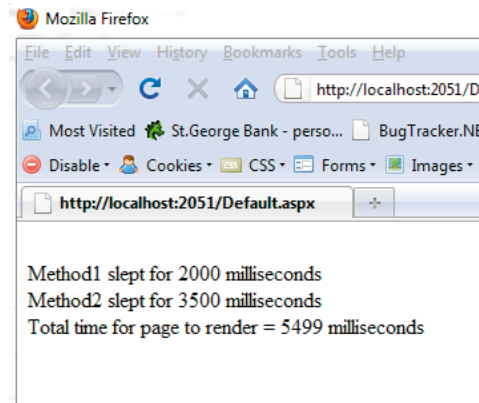 Mozilla Firefox
File Edit View History Bookmarks Tools Help
http://localhost:2051/D
Most Visited St.George Bank - perso... BugTracker.NE
Disable CSS Cookies CSS Forms Images
http://localhost:2051/Default.aspx
Method1 slept for 2000 milliseconds
Method2 slept for 3500 milliseconds
Total time for page to render = 5499 milliseconds